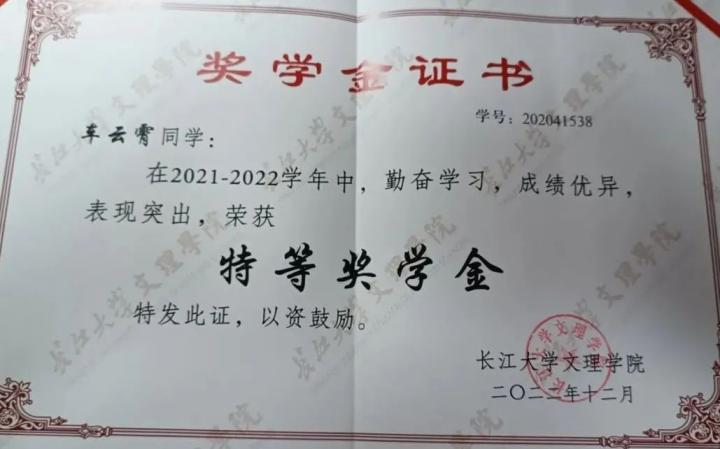 奖学金证书
学号：202041538
车云霄同学：
在2021-2022学年中，勤奋学习，成绩优异，
表现突出，荣获
特等奖学金
特发此证，以资鼓励。
长江大学文理学院
二〇二二年十二月